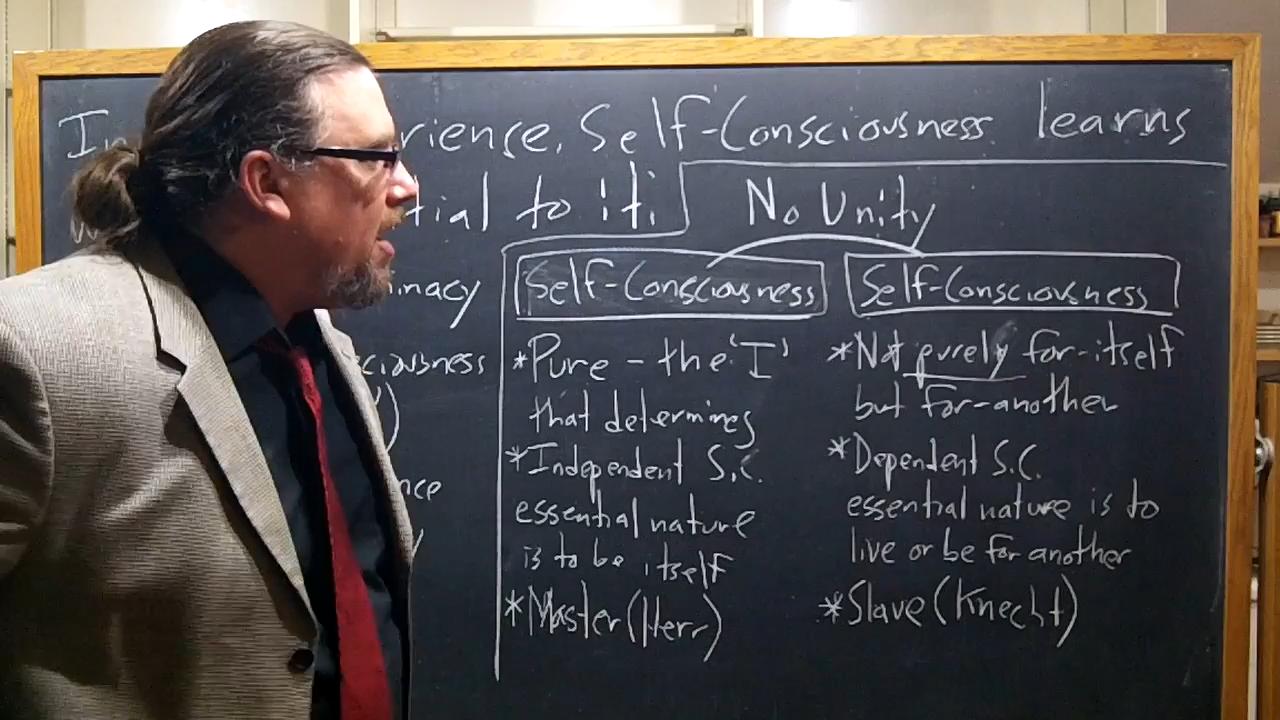 In rience, Self-Consciousness learns
tial to it:
No Unity
inacy
ciousness
nce
Self-Consciousness
*Pure - the 'I'
that determines
*Independent S.C.
essential nature
is to be itself
*Master (Herr)
Self-Consciousness
*Not purely for-itself
but for-another
*Dependent S.C.
essential nature is to
live or be for another
*Slave (Knecht)